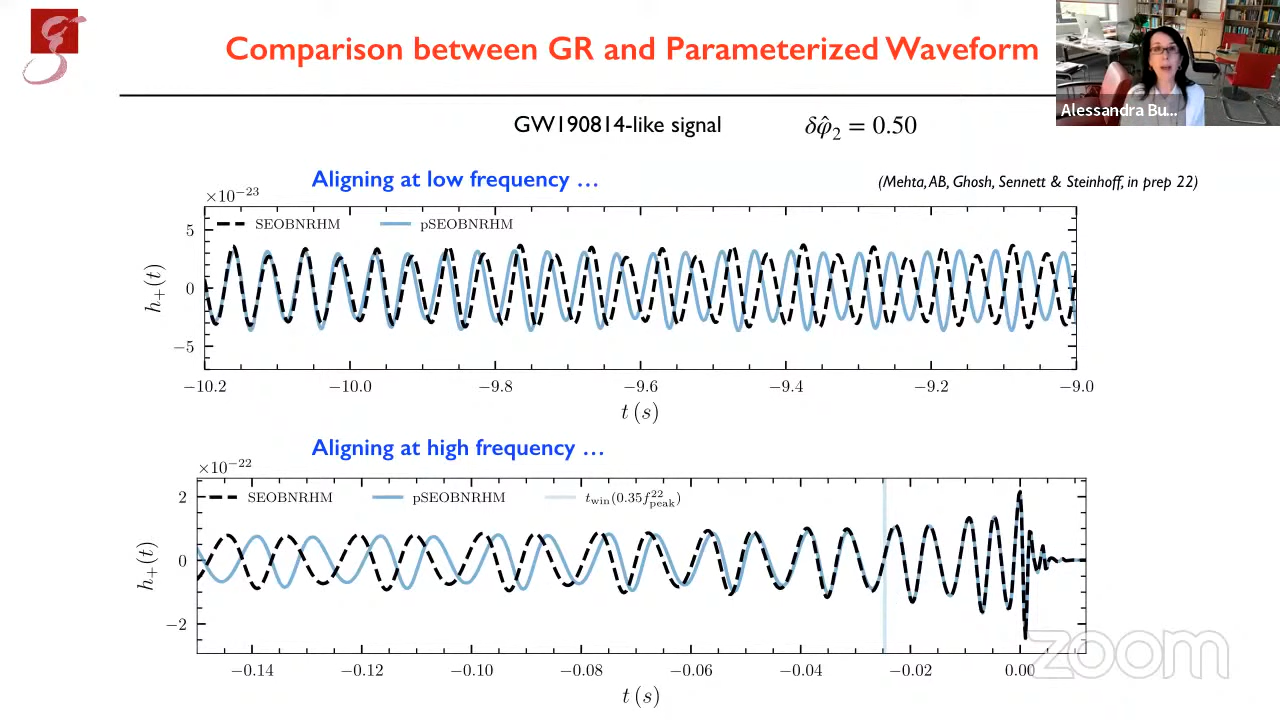 Comparison between GR and Parameterized Waveform
Alessandra Bu...
GW190814-like signal δφ̂₂ = 0.50
Aligning at low frequency …
(Mehta, AB, Ghosh, Sennett & Steinhoff, in prep 22)
×10⁻²³
SEOBNRHM pSEOBNRHM
5
0
−5
h₊(t)
−10.2 −10.0 −9.8 −9.6 −9.4 −9.2 −9.0
t (s)
Aligning at high frequency …
×10⁻²²
SEOBNRHM pSEOBNRHM t_win(0.35f²²_peak)
2
0
−2
h₊(t)
−0.14 −0.12 −0.10 −0.08 −0.06 −0.04 −0.02 0.00
t (s)
zoom